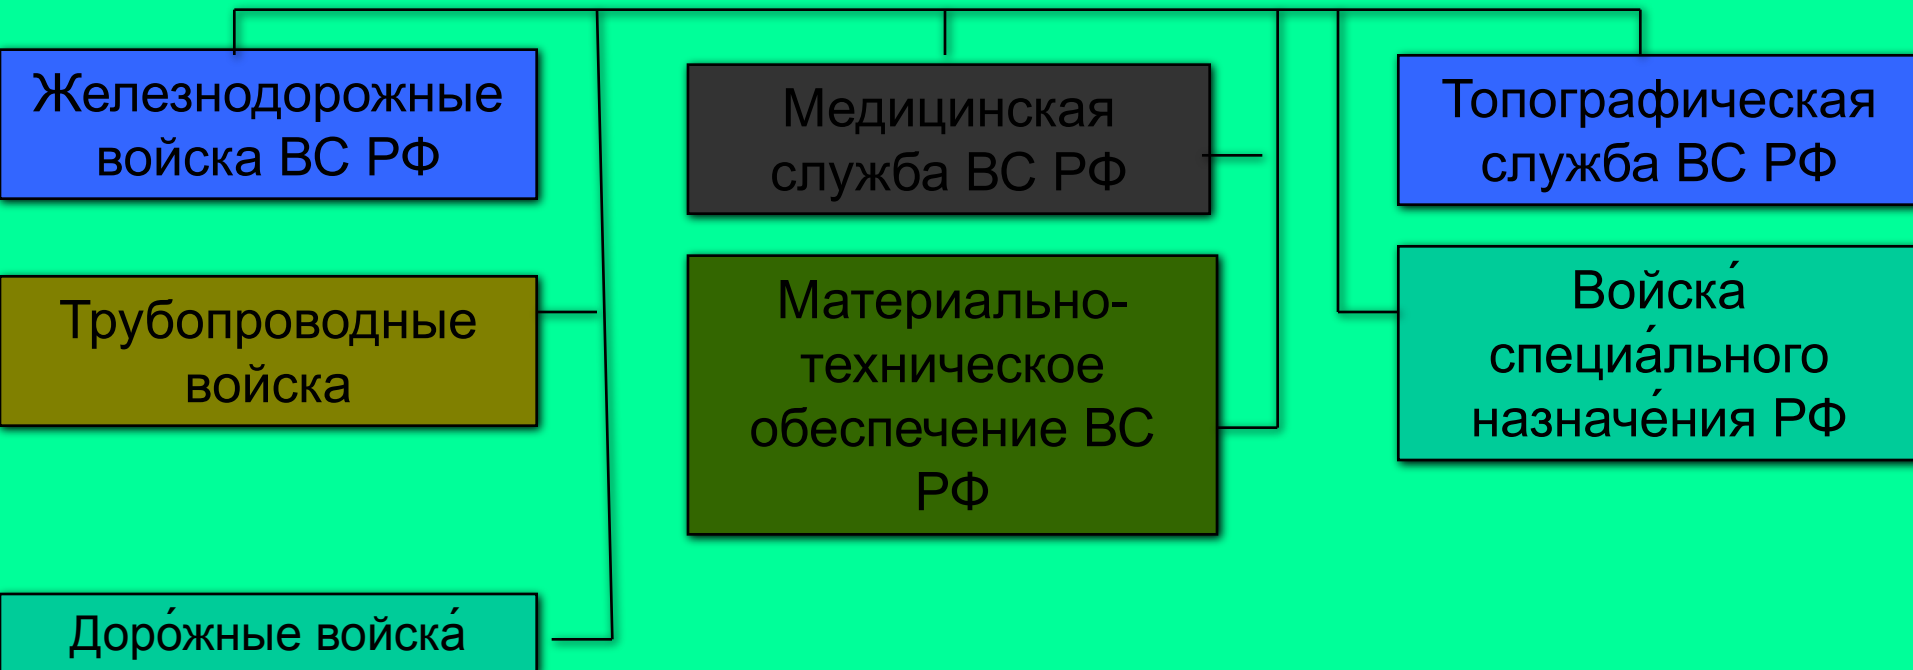 Железнодорожные
войска ВС РФ
Медицинская
служба ВС РФ
Топографическая
служба ВС РФ
Трубопроводные
войска
Материально-
техническое
обеспечение ВС
РФ
Войска́
специа́льного
назначе́ния РФ
Доро́жные войска́